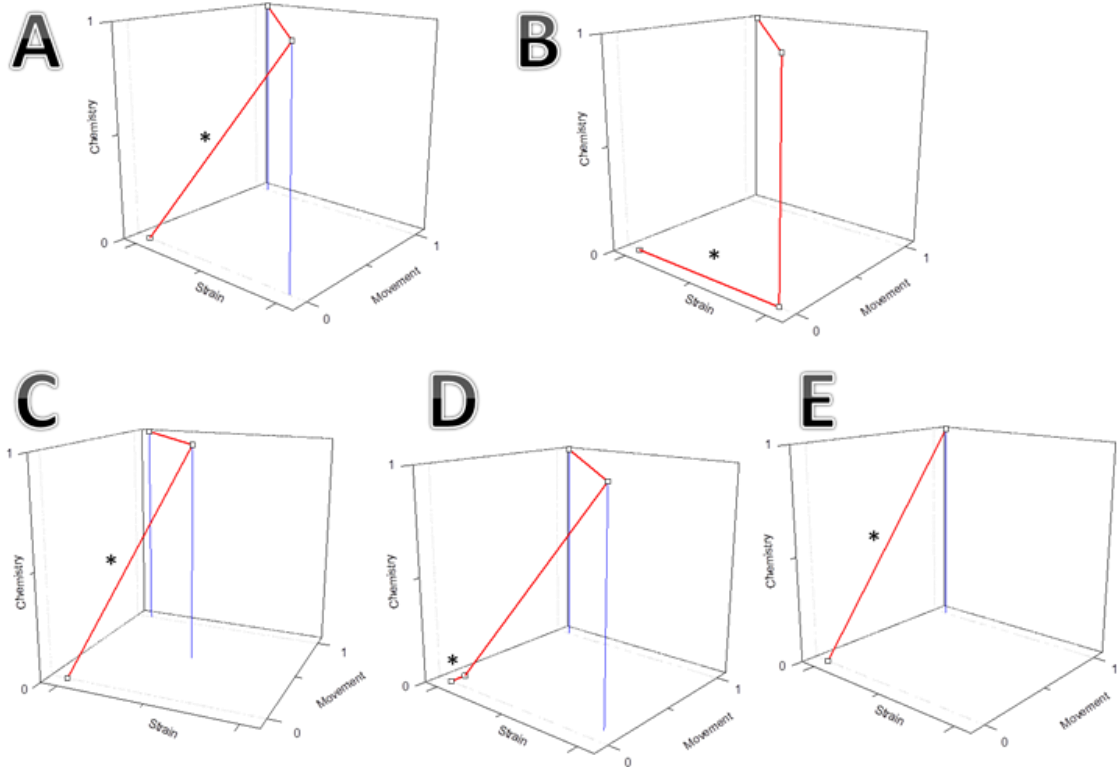 A
1
Chemistry
*
0
Strain
0
Movement
1
B
1
Chemistry
*
0
Strain
0
Movement
1
C
1
Chemistry
*
0
Strain
0
Movement
1
D
1
Chemistry
*
0
Strain
0
Movement
1
E
1
Chemistry
*
0
Strain
0
Movement
1